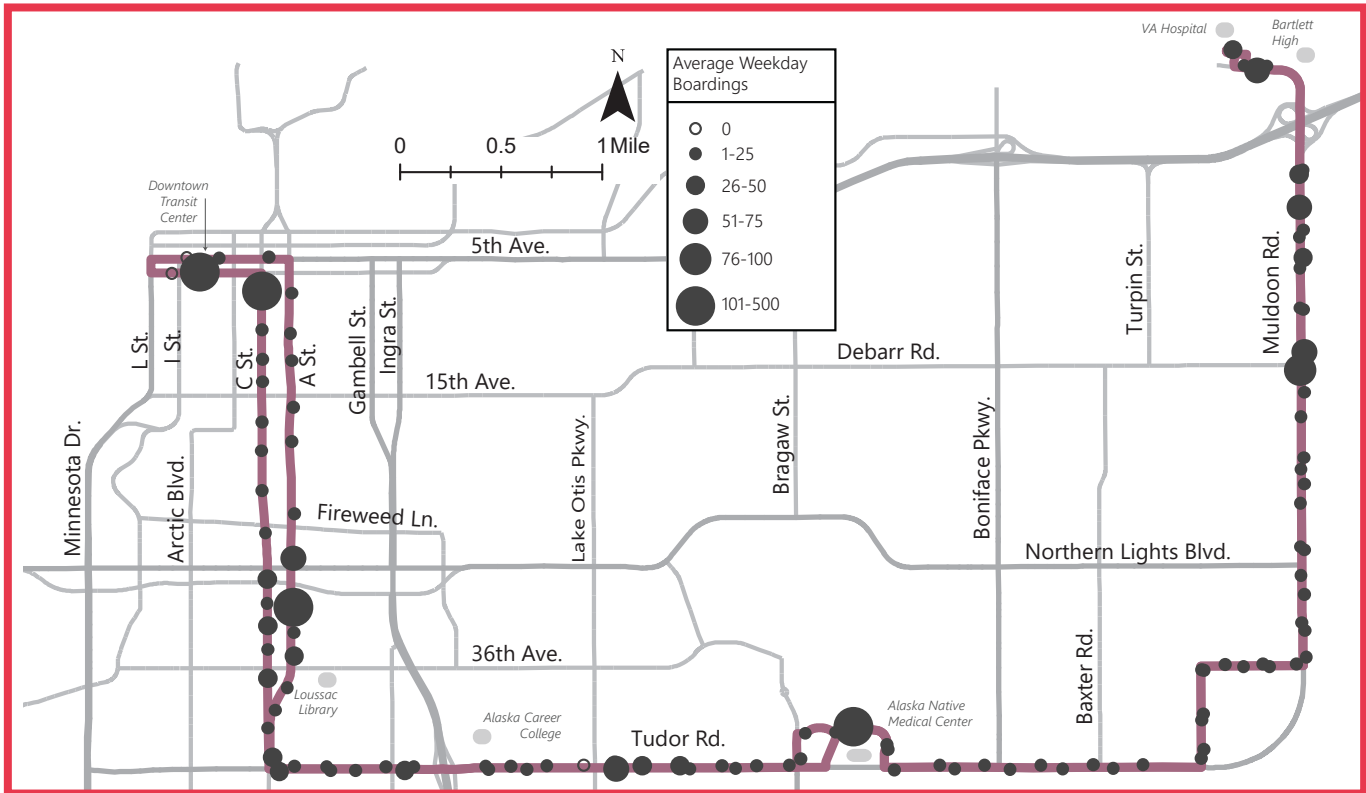 VA Hospital
Bartlett
High
N
0
0.5
1 Mile
Average Weekday
Boardings
0
1-25
26-50
51-75
76-100
101-500
Downtown
Transit
Center
5th Ave.
L St.
I St.
C St.
A St.
Gambell St.
Ingra St.
15th Ave.
Debarr Rd.
Turpin St.
Muldoon Rd.
Minnesota Dr.
Arctic Blvd.
Fireweed Ln.
Lake Otis Pkwy.
Bragaw St.
Boniface Pkwy.
Northern Lights Blvd.
36th Ave.
Baxter Rd.
Loussac
Library
Alaska Career
College
Tudor Rd.
Alaska Native
Medical Center